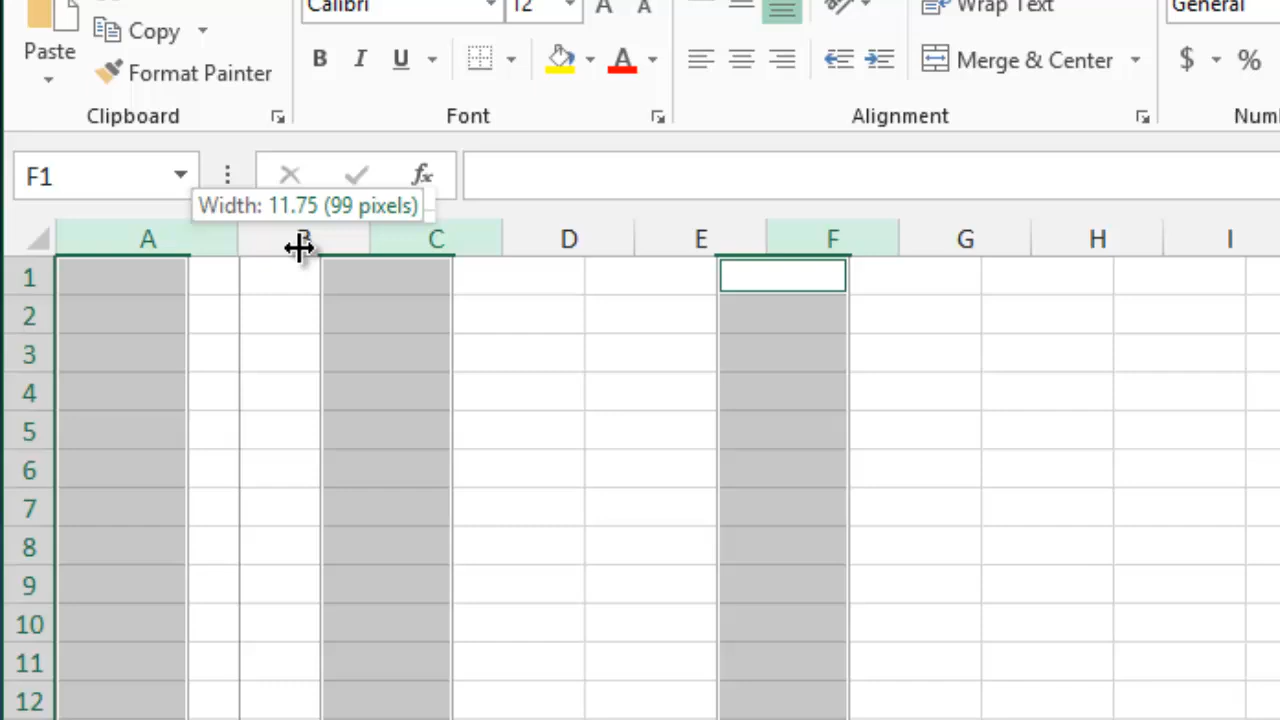 Calibri 12 Wrap Text General
Paste Copy
Format Painter B I U A Merge & Center $ %
Clipboard Font Alignment Num
F1 fx
Width: 11.75 (99 pixels)
A B C D E F G H I
1
2
3
4
5
6
7
8
9
10
11
12